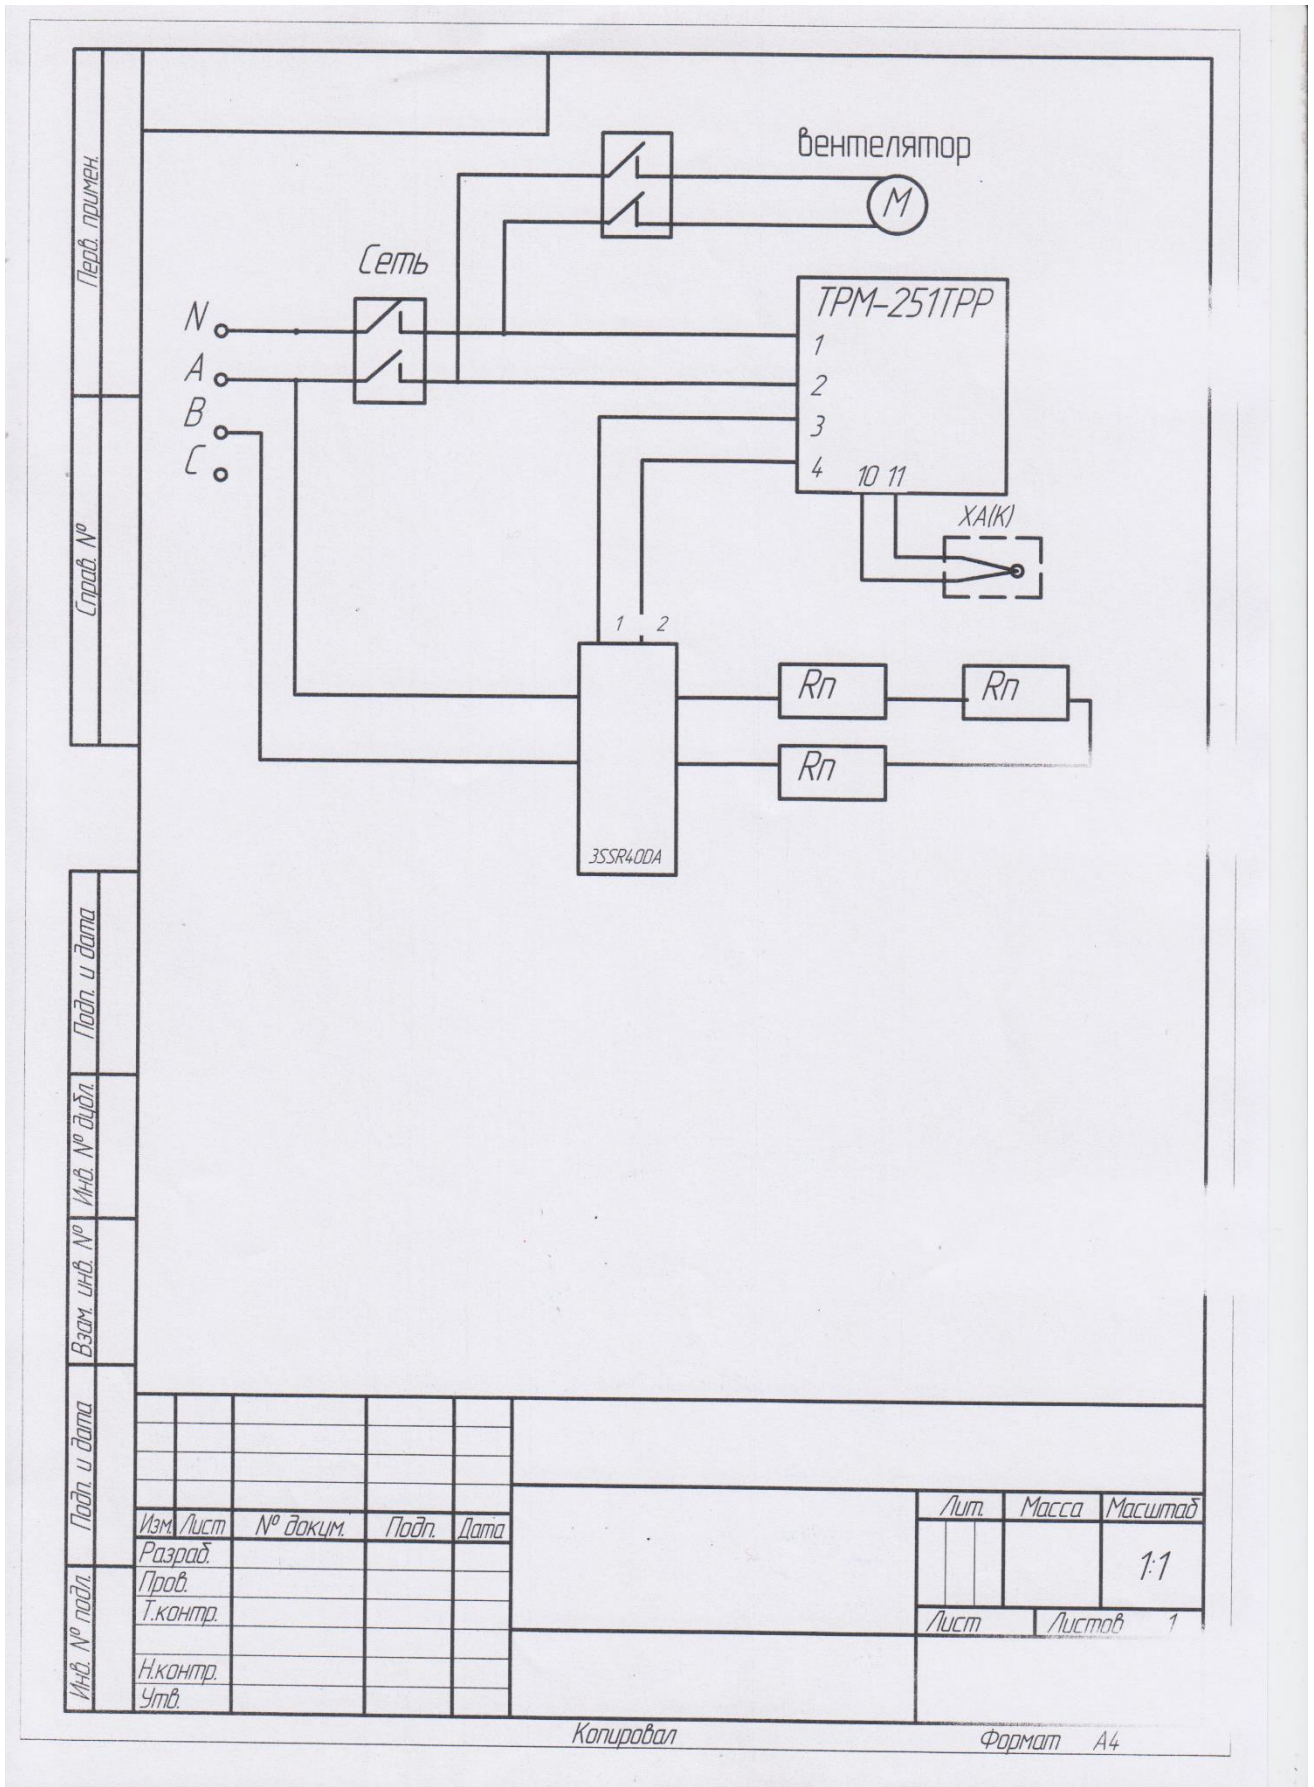 Перв. примен.
Справ. №
Подп. и дата
Инв. № дубл.
Взам. инв. №
Подп. и дата
Инв. № подл.
вентелятор
М
Сеть
N
А
В
С
ТРМ-251ТРР
1
2
3
4
10 11
ХА(К)
1 2
Rп
Rп
Rп
3SSR40DA
Изм. Лист № докум. Подп. Дата
Разраб.
Пров.
Т.контр.
Н.контр.
Утв.
Лит. Масса Масштаб
1:1
Лист Листов 1
Копировал Формат А4